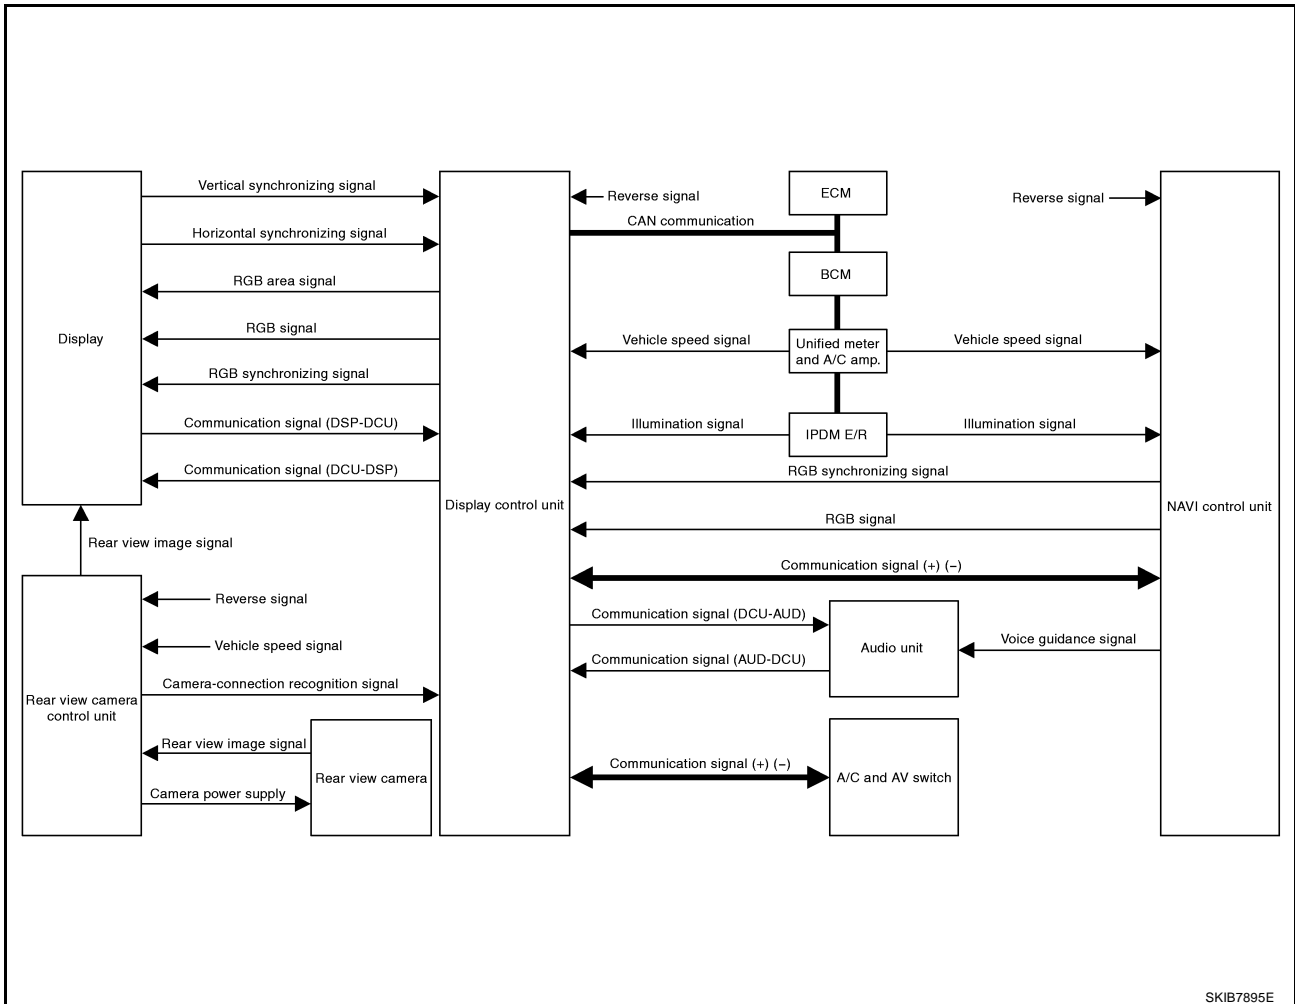 Vertical synchronizing signal
Horizontal synchronizing signal
RGB area signal
RGB signal
RGB synchronizing signal
Communication signal (DSP-DCU)
Communication signal (DCU-DSP)
Display
Rear view image signal
Reverse signal
Vehicle speed signal
Camera-connection recognition signal
Rear view camera
control unit
Rear view image signal
Camera power supply
Rear view camera
Display control unit
Reverse signal
CAN communication
ECM
BCM
Vehicle speed signal
Unified meter
and A/C amp.
Vehicle speed signal
Illumination signal
IPDM E/R
Illumination signal
Reverse signal
RGB synchronizing signal
RGB signal
Communication signal (+) (−)
Communication signal (DCU-AUD)
Communication signal (AUD-DCU)
Audio unit
Voice guidance signal
Communication signal (+) (−)
A/C and AV switch
NAVI control unit
SKIB7895E